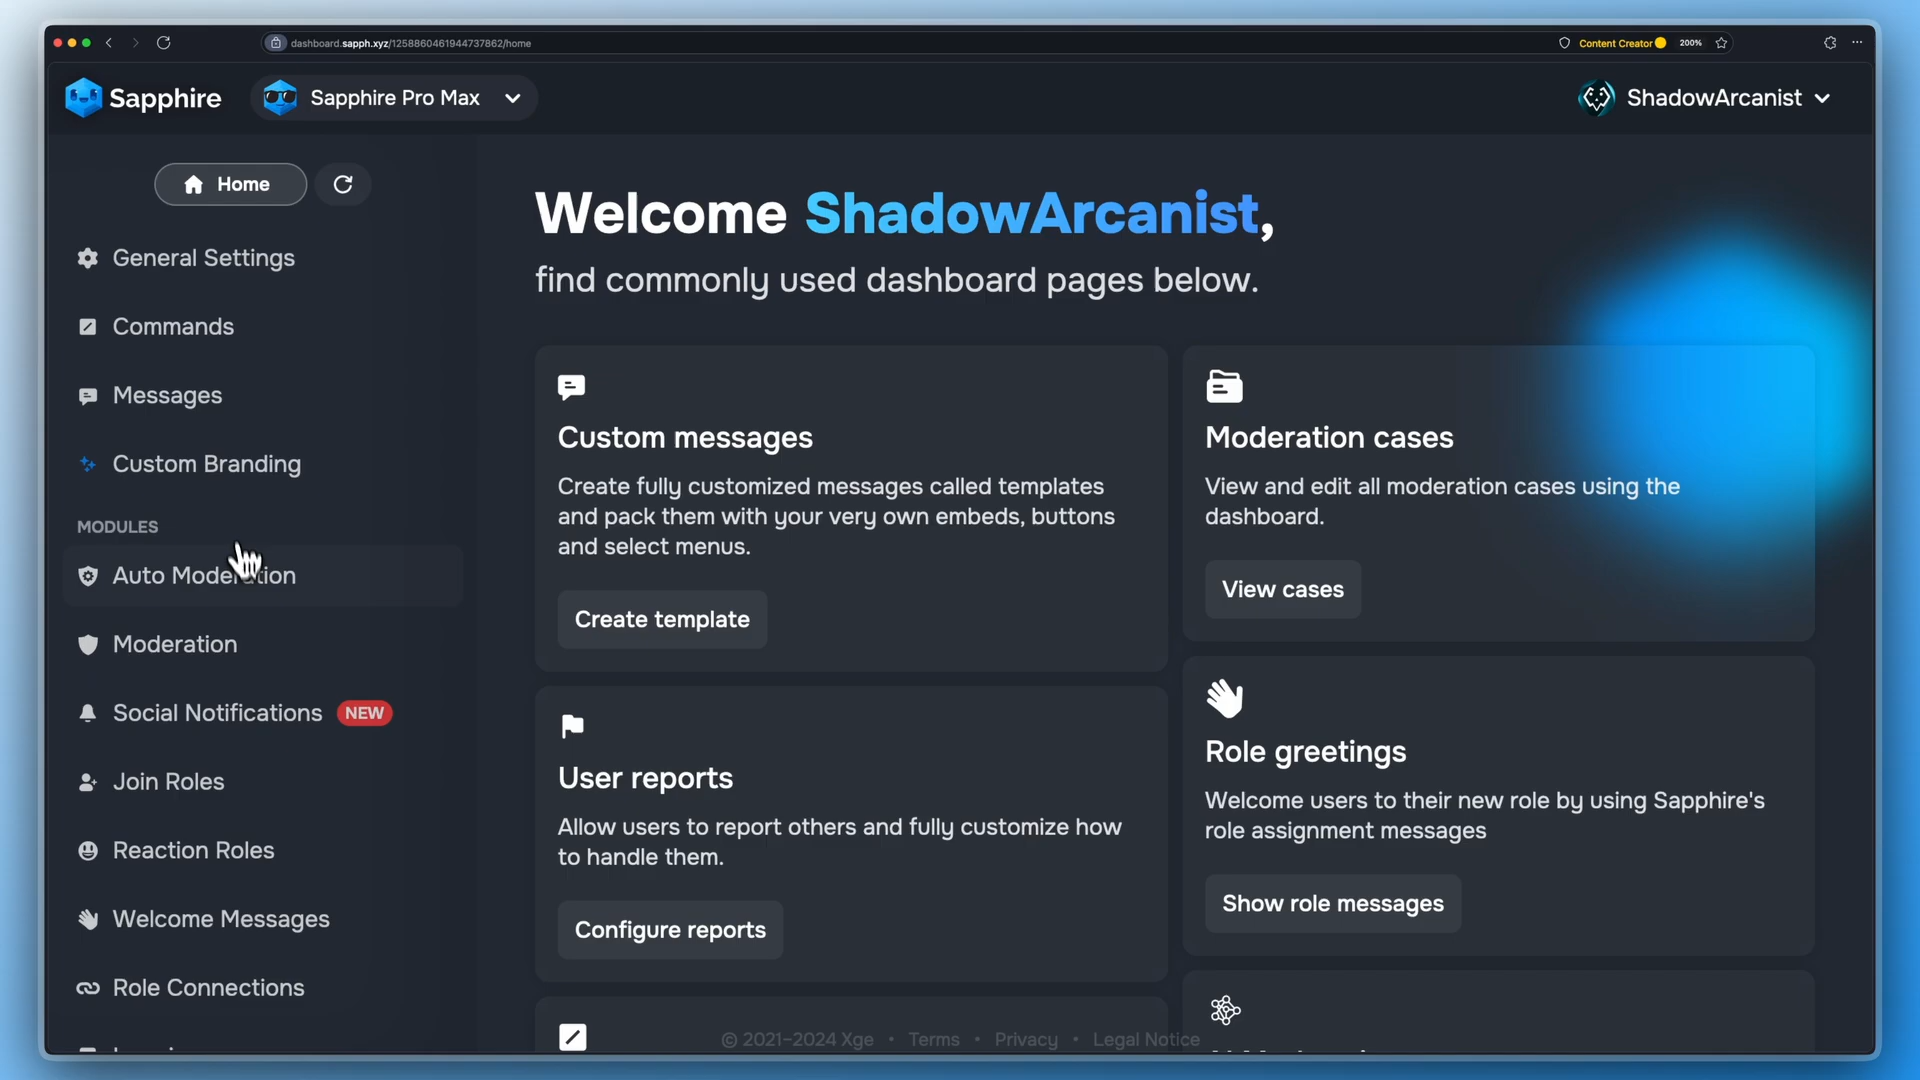 dashboard.sapph.xyz/1258860461944737862/home
Content Creator
200%
Sapphire
Sapphire Pro Max
ShadowArcanist
Home
General Settings
Commands
Messages
Custom Branding
MODULES
Auto Moderation
Moderation
Social Notifications NEW
Join Roles
Reaction Roles
Welcome Messages
Role Connections
Welcome ShadowArcanist,
find commonly used dashboard pages below.
Custom messages
Create fully customized messages called templates
and pack them with your very own embeds, buttons
and select menus.
Create template
Moderation cases
View and edit all moderation cases using the
dashboard.
View cases
User reports
Allow users to report others and fully customize how
to handle them.
Configure reports
Role greetings
Welcome users to their new role by using Sapphire's
role assignment messages
Show role messages
© 2021–2024 Xge • Terms • Privacy • Legal Notice